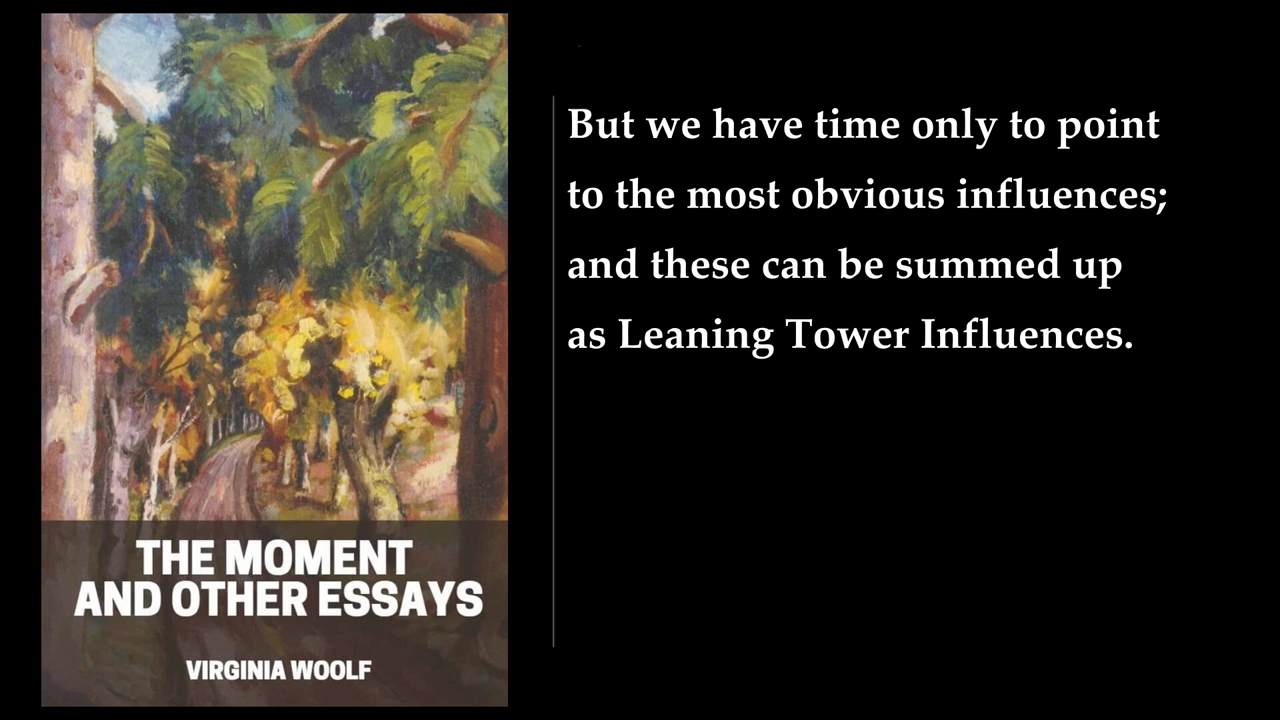 THE MOMENT
AND OTHER ESSAYS
VIRGINIA WOOLF
But we have time only to point
to the most obvious influences;
and these can be summed up
as Leaning Tower Influences.